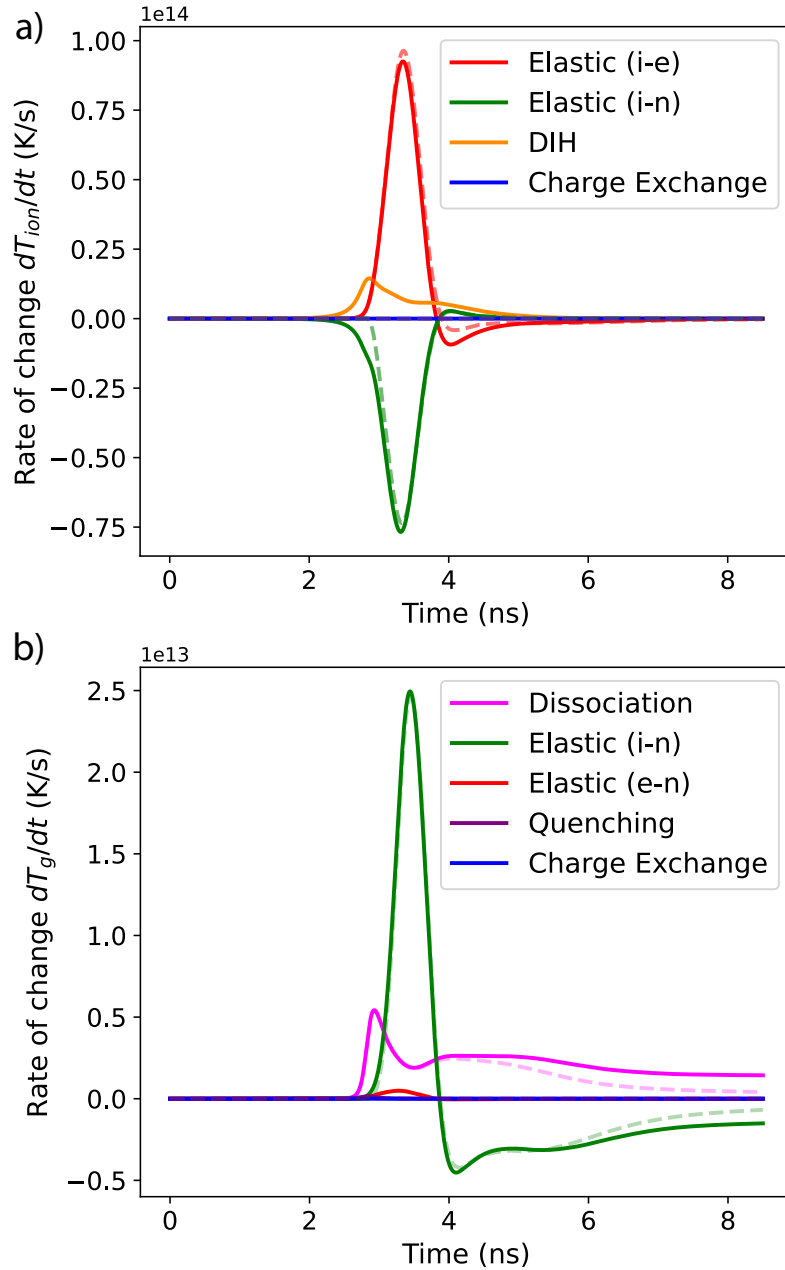 a)
1e14
Rate of change dT_ion/dt (K/s)
1.00
0.75
0.50
0.25
0.00
−0.25
−0.50
−0.75
Elastic (i-e)
Elastic (i-n)
DIH
Charge Exchange
0 2 4 6 8
Time (ns)
b)
1e13
Rate of change dT_g/dt (K/s)
2.5
2.0
1.5
1.0
0.5
0.0
−0.5
Dissociation
Elastic (i-n)
Elastic (e-n)
Quenching
Charge Exchange
0 2 4 6 8
Time (ns)